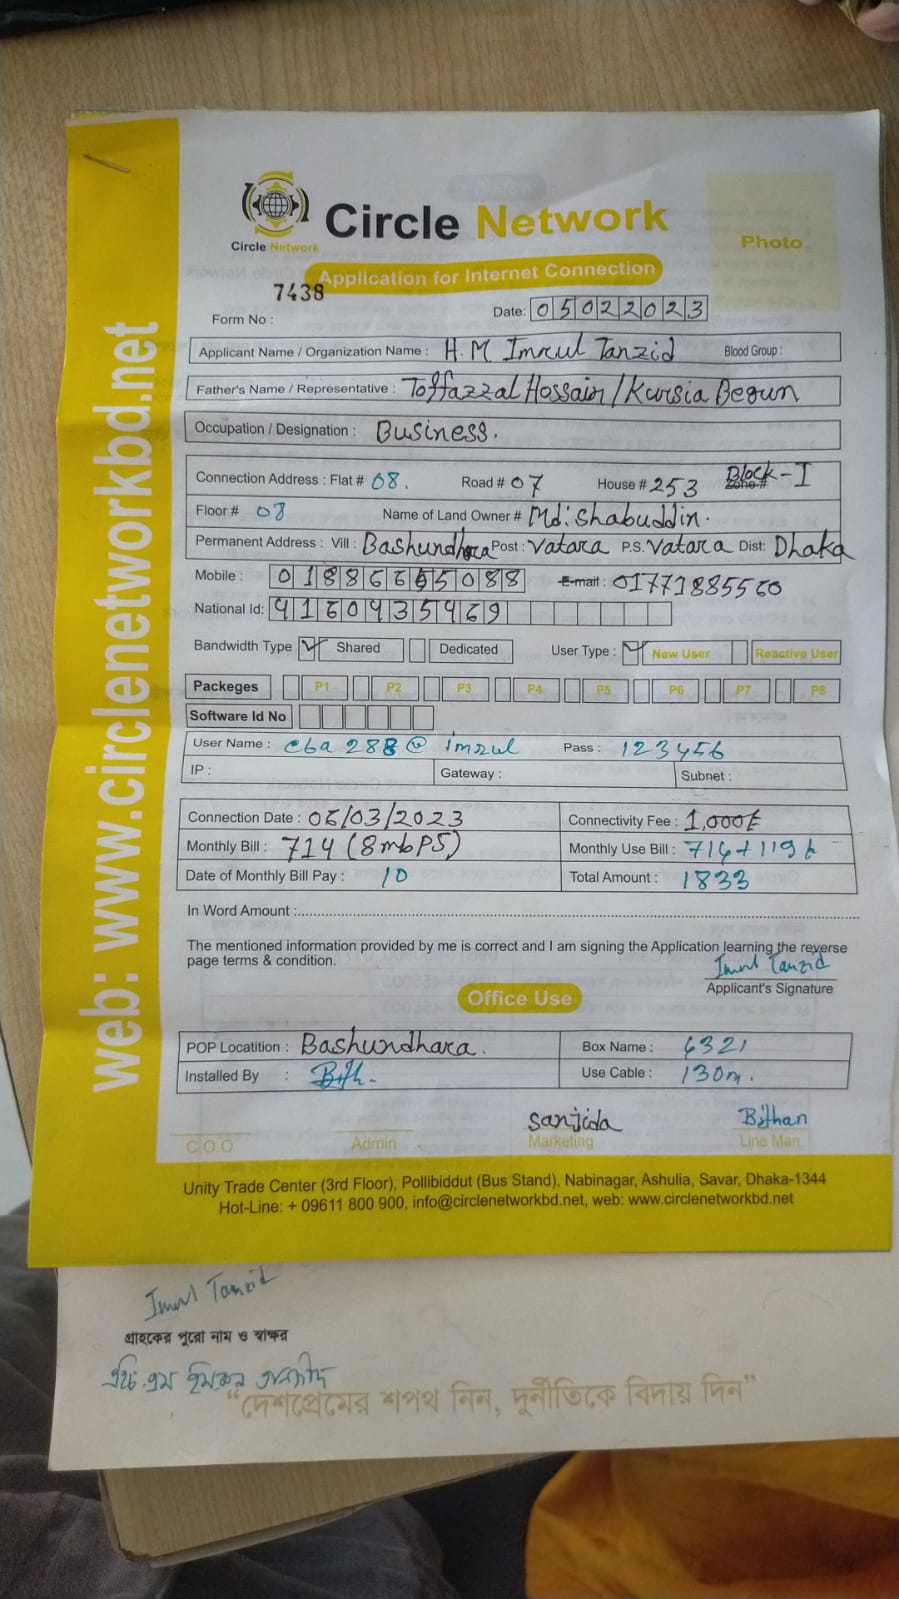 web: www.circlenetworkbd.net
Circle Network
Circle Network
Photo
Application for Internet Connection
7438
Form No :
Date: 05022023
Applicant Name / Organization Name : H.M Imrul Tanzid Blood Group :
Father's Name / Representative : Toffazzal Hossain / Kursia Begun
Occupation / Designation : Business.
Connection Address : Flat # 08. Road # 07 House # 253 Block - I
Floor # 08 Name of Land Owner # Md: Shabuddin.
Permanent Address : Vill : Bashundhara Post : Vatara P.S. Vatara Dist: Dhaka
Mobile : 01886655088 E-mail : 01771885560
National Id: 4160435469
Bandwidth Type Shared Dedicated User Type : New User Reactive User
Packeges P1 P2 P3 P4 P5 P6 P7 P8
Software Id No
User Name : cba 288@ imrul Pass : 123456
IP : Gateway : Subnet :
Connection Date : 06/03/2023 Connectivity Fee : 1,000৳
Monthly Bill : 714 (8mbPS) Monthly Use Bill : 714 + 119৳
Date of Monthly Bill Pay : 10 Total Amount : 1833
In Word Amount :
The mentioned information provided by me is correct and I am signing the Application learning the reverse
page terms & condition.
Imrul Tanzid
Applicant's Signature
Office Use
POP Locatition : Bashundhara. Box Name : 6321
Installed By : Bith. Use Cable : 130m.
Sanjida Bithan
C.O.O Admin Marketing Line Man
Unity Trade Center (3rd Floor), Pollibiddut (Bus Stand), Nabinagar, Ashulia, Savar, Dhaka-1344
Hot-Line: + 09611 800 900, info@circlenetworkbd.net, web: www.circlenetworkbd.net
Imrul Tanzid
গ্রাহকের পুরো নাম ও স্বাক্ষর
এইচ.এম ইমরুল তানজীদ
“দেশপ্রেমের শপথ নিন, দুর্নীতিকে বিদায় দিন”